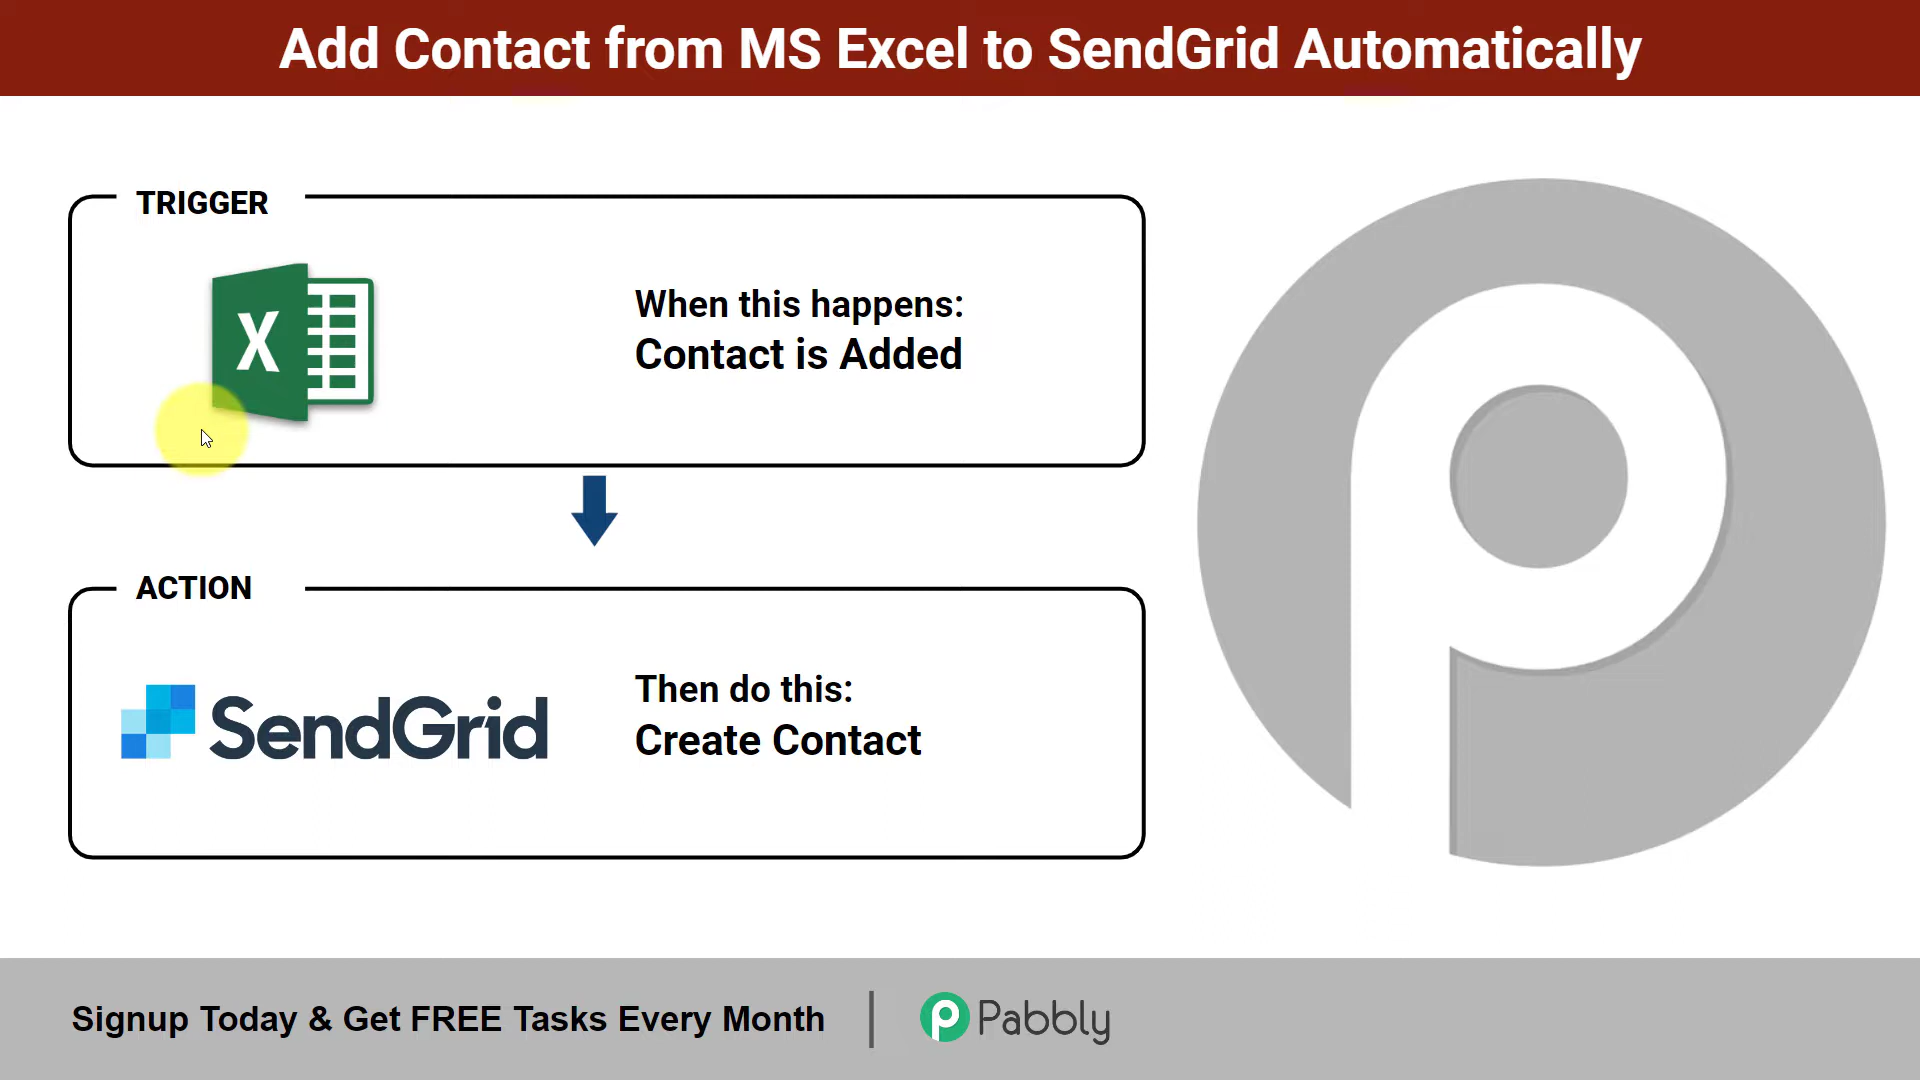 Add Contact from MS Excel to SendGrid Automatically
TRIGGER
X
When this happens:
Contact is Added
ACTION
SendGrid
Then do this:
Create Contact
Signup Today & Get FREE Tasks Every Month
Pabbly